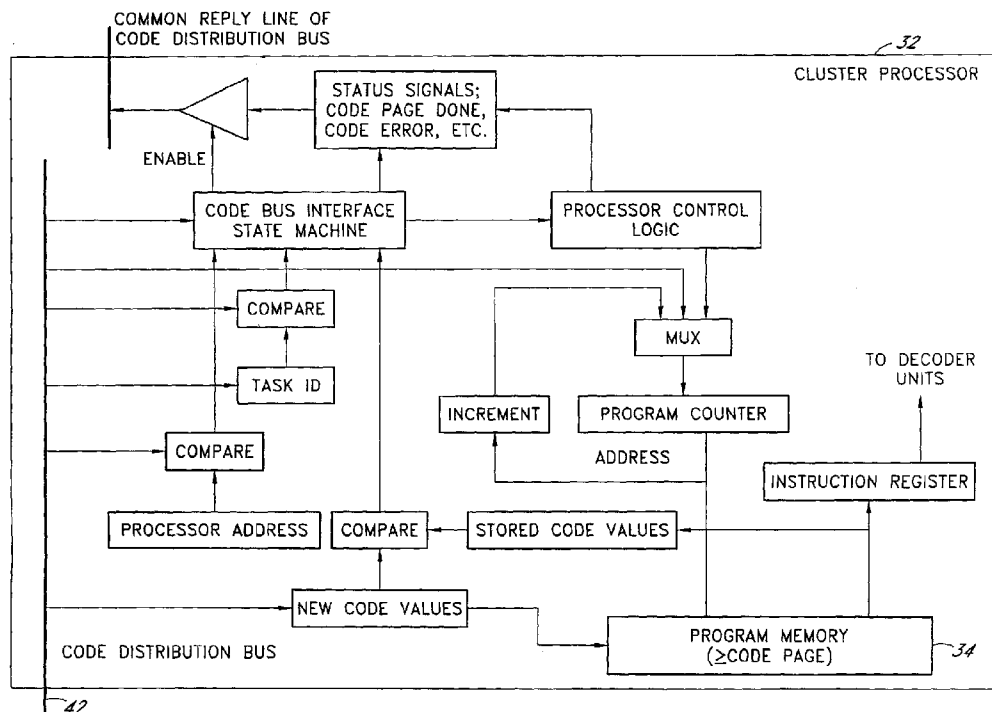 COMMON REPLY LINE OF
CODE DISTRIBUTION BUS
32
CLUSTER PROCESSOR
STATUS SIGNALS;
CODE PAGE DONE,
CODE ERROR, ETC.
ENABLE
CODE BUS INTERFACE
STATE MACHINE
PROCESSOR CONTROL
LOGIC
COMPARE
MUX
TO DECODER
UNITS
TASK ID
INCREMENT
PROGRAM COUNTER
COMPARE
ADDRESS
INSTRUCTION REGISTER
PROCESSOR ADDRESS
COMPARE
STORED CODE VALUES
NEW CODE VALUES
PROGRAM MEMORY
(≥CODE PAGE)
34
CODE DISTRIBUTION BUS
42